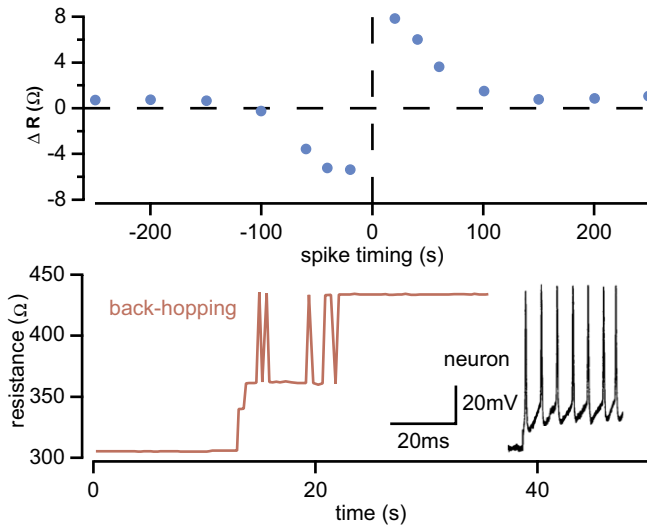 8
4
0
-4
-8
Δ R (Ω)
-200 -100 0 100 200
spike timing (s)
450
400
350
300
resistance (Ω)
back-hopping
neuron
20mV
20ms
0 20 40
time (s)